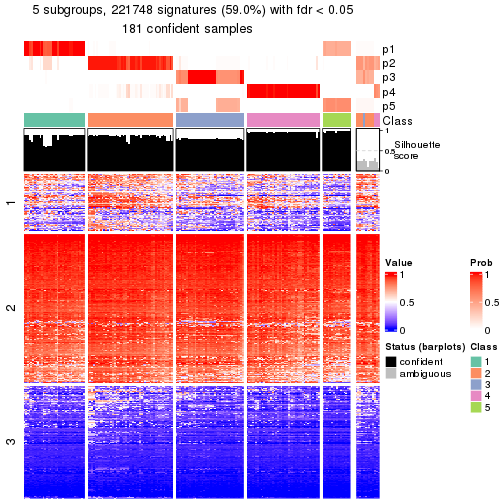 5 subgroups, 221748 signatures (59.0%) with fdr < 0.05
181 confident samples
p1
p2
p3
p4
p5
Class
1
0.5
0
Silhouette
score
1
2
3
Value
1
0.5
0
Prob
1
0.5
0
Status (barplots)
confident
ambiguous
Class
1
2
3
4
5